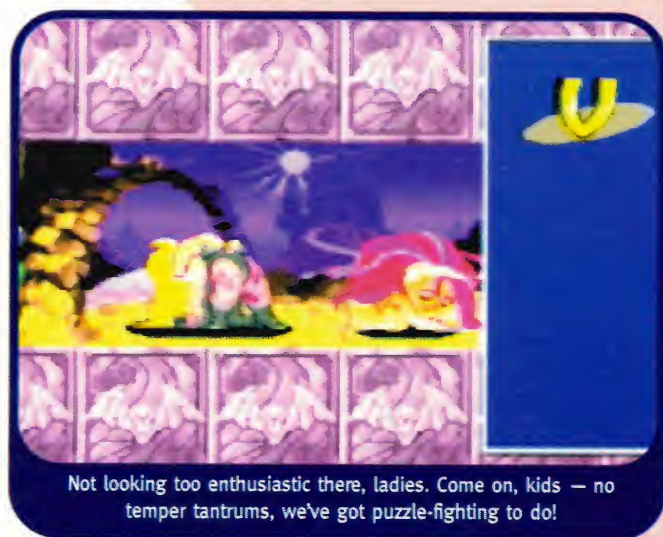 U
Not looking too enthusiastic there, ladies. Come on, kids — no
temper tantrums, we've got puzzle-fighting to do!